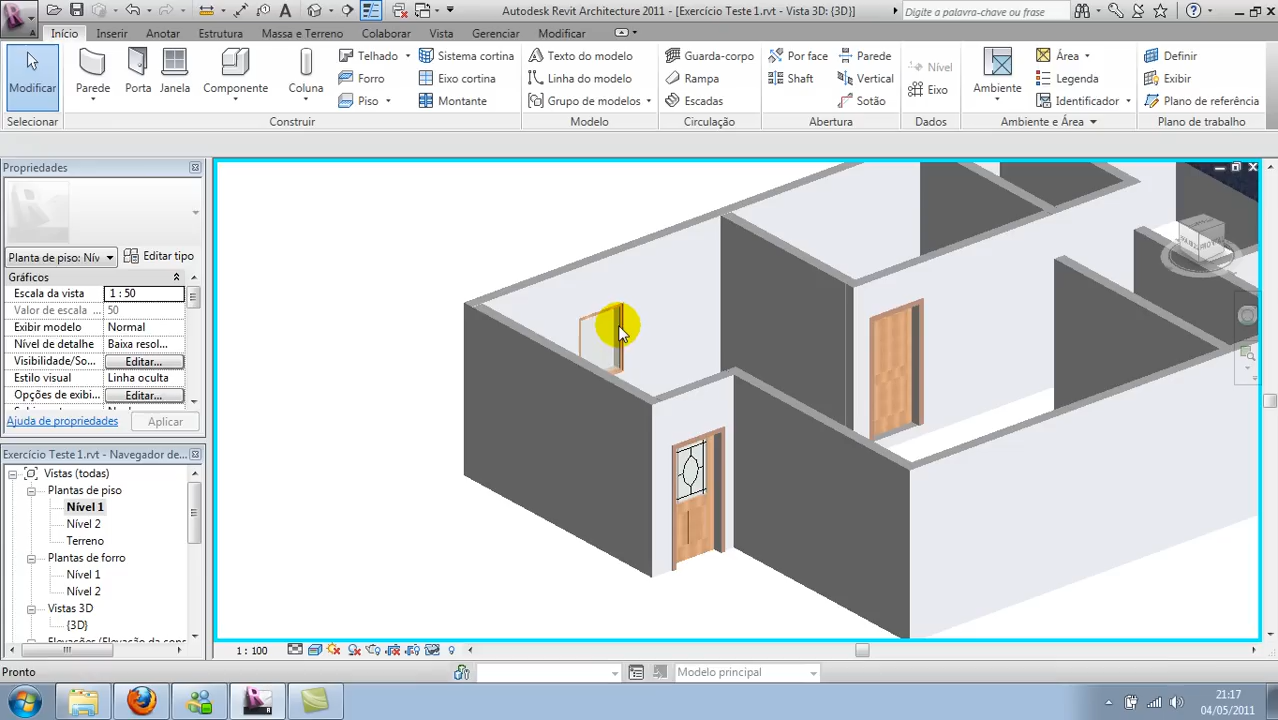 Autodesk Revit Architecture 2011 - [Exercício Teste 1.rvt - Vista 3D: {3D}]
Digite a palavra-chave ou frase
Início Inserir Anotar Estrutura Massa e Terreno Colaborar Vista Gerenciar Modificar
Modificar
Parede
Porta
Janela
Componente
Coluna
Telhado
Forro
Piso
Sistema cortina
Eixo cortina
Montante
Texto do modelo
Linha do modelo
Grupo de modelos
Guarda-corpo
Rampa
Escadas
Por face
Shaft
Parede
Vertical
Sotão
Nível
Eixo
Ambiente
Área
Legenda
Identificador
Definir
Exibir
Plano de referência
Selecionar Construir Modelo Circulação Abertura Dados Ambiente e Área Plano de trabalho
Propriedades
Planta de piso: Nív
Editar tipo
Gráficos
Escala da vista 1 : 50
Valor de escala ... 50
Exibir modelo Normal
Nível de detalhe Baixa resol...
Visibilidade/So... Editar...
Estilo visual Linha oculta
Opções de exibi... Editar...
Ajuda de propriedades
Aplicar
Exercício Teste 1.rvt - Navegador de...
Vistas (todas)
Plantas de piso
Nível 1
Nível 2
Terreno
Plantas de forro
Nível 1
Nível 2
Vistas 3D
{3D}
1 : 100
Pronto
Modelo principal
21:17
04/05/2011